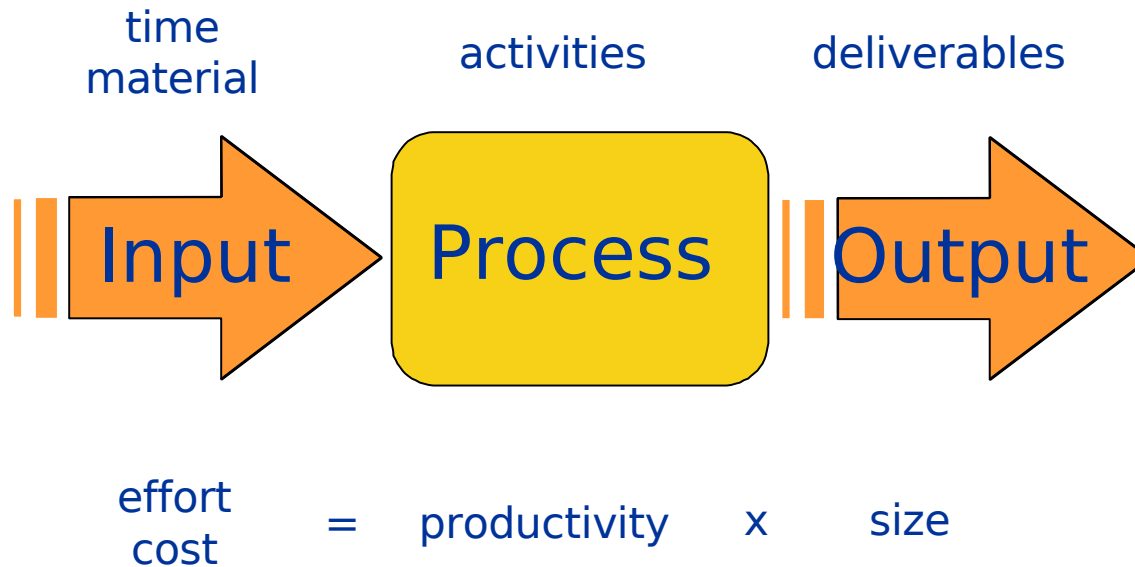 time
material
activities
deliverables
Input
Process
Output
effort
cost
=
productivity
x
size